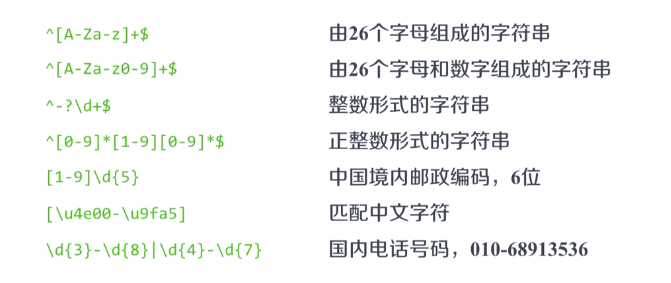 ^[A-Za-z]+$ 由26个字母组成的字符串
^[A-Za-z0-9]+$ 由26个字母和数字组成的字符串
^-?\d+$ 整数形式的字符串
^[0-9]*[1-9][0-9]*$ 正整数形式的字符串
[1-9]\d{5} 中国境内邮政编码，6位
[\u4e00-\u9fa5] 匹配中文字符
\d{3}-\d{8}|\d{4}-\d{7} 国内电话号码，010-68913536